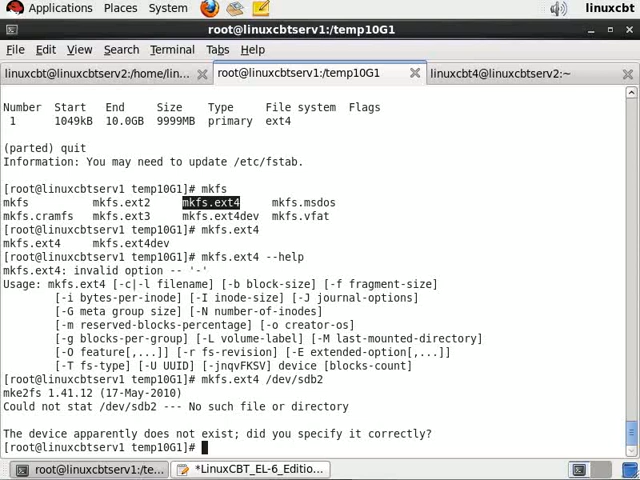 Applications Places System linuxcbt
root@linuxcbtserv1:/temp10G1
File Edit View Search Terminal Tabs Help
linuxcbt@linuxcbtserv2:/home/lin... root@linuxcbtserv1:/temp10G1 linuxcbt4@linuxcbtserv2:~
Number Start End Size Type File system Flags
1 1049kB 10.0GB 9999MB primary ext4
(parted) quit
Information: You may need to update /etc/fstab.
[root@linuxcbtserv1 temp10G1]# mkfs
mkfs mkfs.ext2 mkfs.ext4 mkfs.msdos
mkfs.cramfs mkfs.ext3 mkfs.ext4dev mkfs.vfat
[root@linuxcbtserv1 temp10G1]# mkfs.ext4
mkfs.ext4 mkfs.ext4dev
[root@linuxcbtserv1 temp10G1]# mkfs.ext4 --help
mkfs.ext4: invalid option -- '-'
Usage: mkfs.ext4 [-c|-l filename] [-b block-size] [-f fragment-size]
[-i bytes-per-inode] [-I inode-size] [-J journal-options]
[-G meta group size] [-N number-of-inodes]
[-m reserved-blocks-percentage] [-o creator-os]
[-g blocks-per-group] [-L volume-label] [-M last-mounted-directory]
[-O feature[,...]] [-r fs-revision] [-E extended-option[,...]]
[-T fs-type] [-U UUID] [-jnqvFKSV] device [blocks-count]
[root@linuxcbtserv1 temp10G1]# mkfs.ext4 /dev/sdb2
mke2fs 1.41.12 (17-May-2010)
Could not stat /dev/sdb2 --- No such file or directory
The device apparently does not exist; did you specify it correctly?
[root@linuxcbtserv1 temp10G1]#
root@linuxcbtserv1:/te... *LinuxCBT_EL-6_Editio...